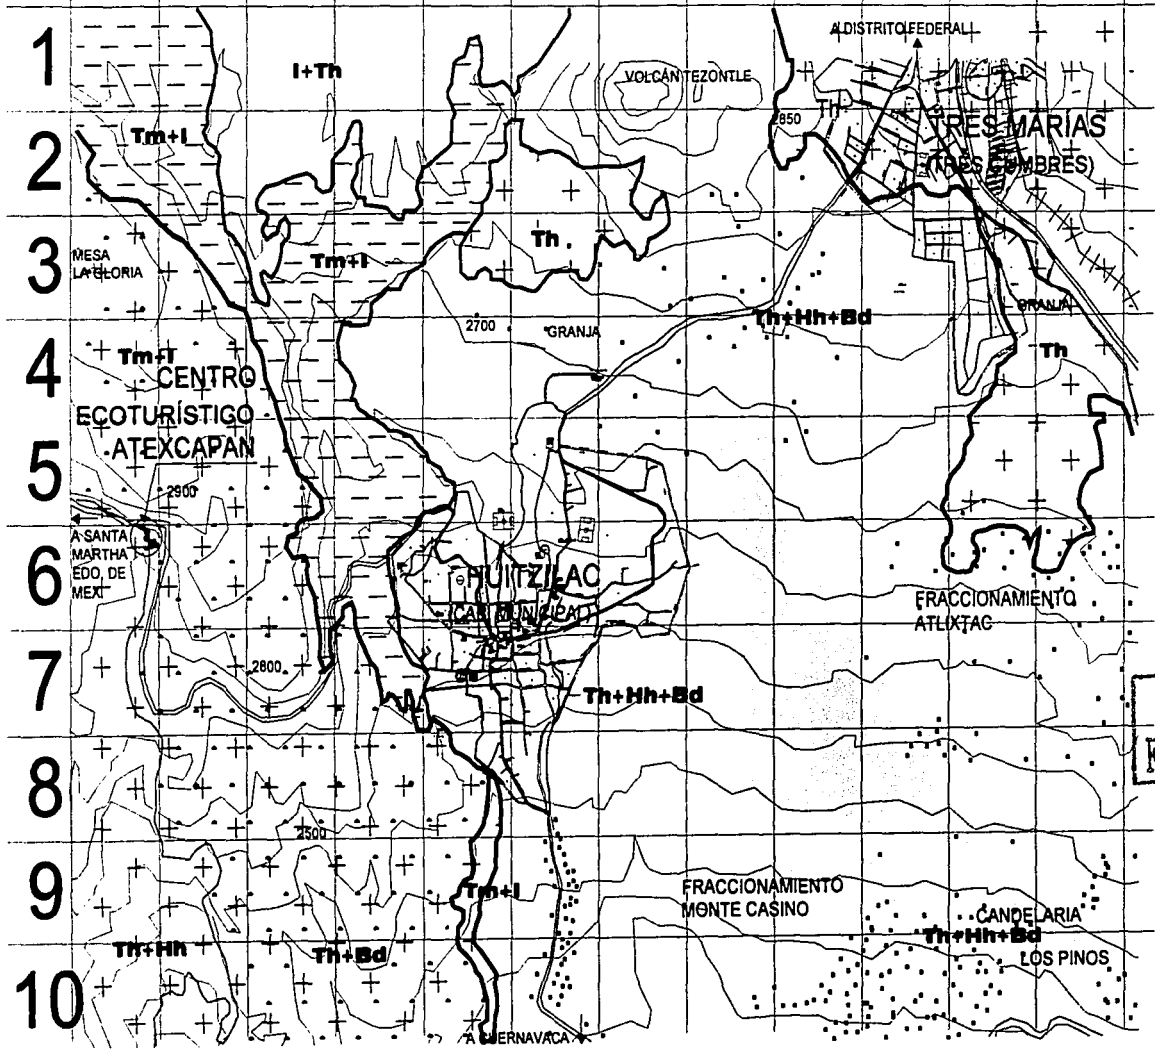 1
A DISTRITO FEDERAL
I+Th
VOLCÁN TEZONTLE
Th
2850
2
Tm+I
TRES MARÍAS
(TRES CUMBRES)
3
MESA
LA GLORIA
Tm+I
Th
GRANJA
Th+Hh+Bd
2700
GRANJA
4
Tm+I
Th
CENTRO
ECOTURÍSTICO
ATEXCAPAN
5
2900
6
A SANTA
MARTHA
EDO. DE
MEX.
HUITZILAC
(CAB. MUNICIPAL)
FRACCIONAMIENTO
ATLIXTAC
7
2800
Th+Hh+Bd
8
2500
9
Tm+I
FRACCIONAMIENTO
MONTE CASINO
CANDELARIA
Th+Hh+Bd
LOS PINOS
Th+Hh
Th+Bd
10
A CUERNAVACA